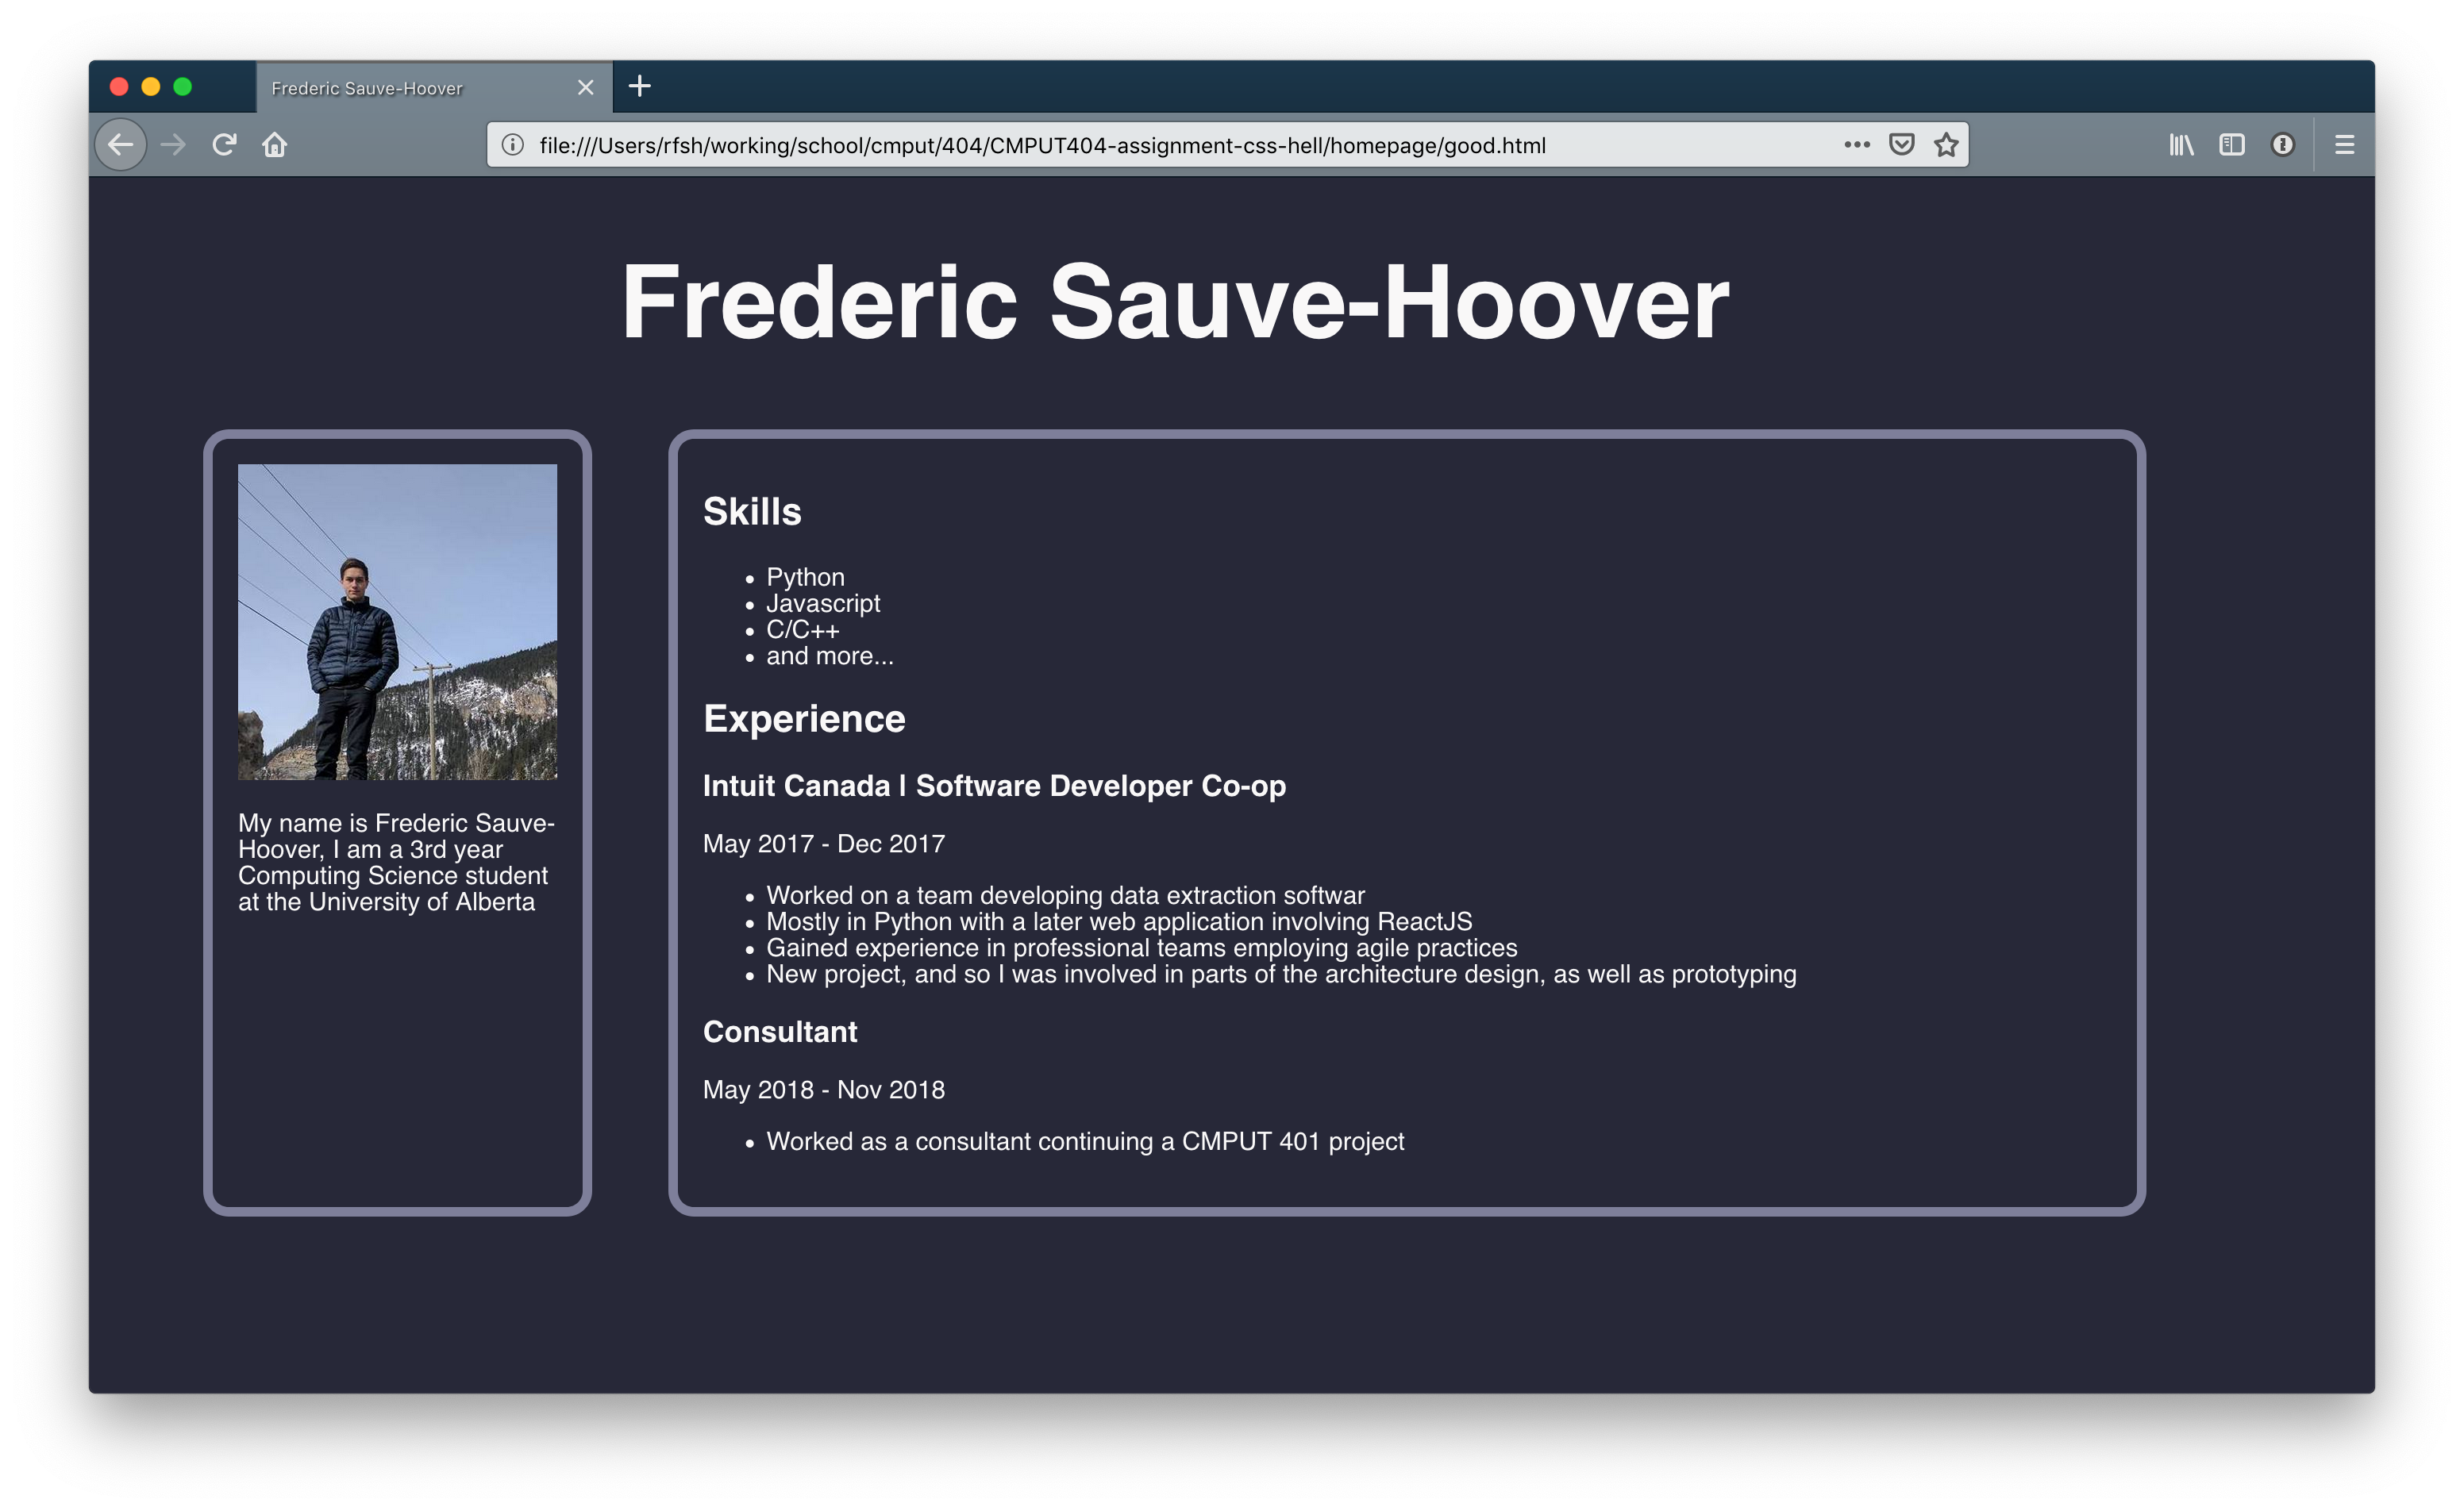 Frederic Sauve-Hoover
file:///Users/rfsh/working/school/cmput/404/CMPUT404-assignment-css-hell/homepage/good.html
Frederic Sauve-Hoover
My name is Frederic Sauve-
Hoover, I am a 3rd year
Computing Science student
at the University of Alberta
Skills
• Python
• Javascript
• C/C++
• and more...
Experience
Intuit Canada | Software Developer Co-op
May 2017 - Dec 2017
• Worked on a team developing data extraction softwar
• Mostly in Python with a later web application involving ReactJS
• Gained experience in professional teams employing agile practices
• New project, and so I was involved in parts of the architecture design, as well as prototyping
Consultant
May 2018 - Nov 2018
• Worked as a consultant continuing a CMPUT 401 project